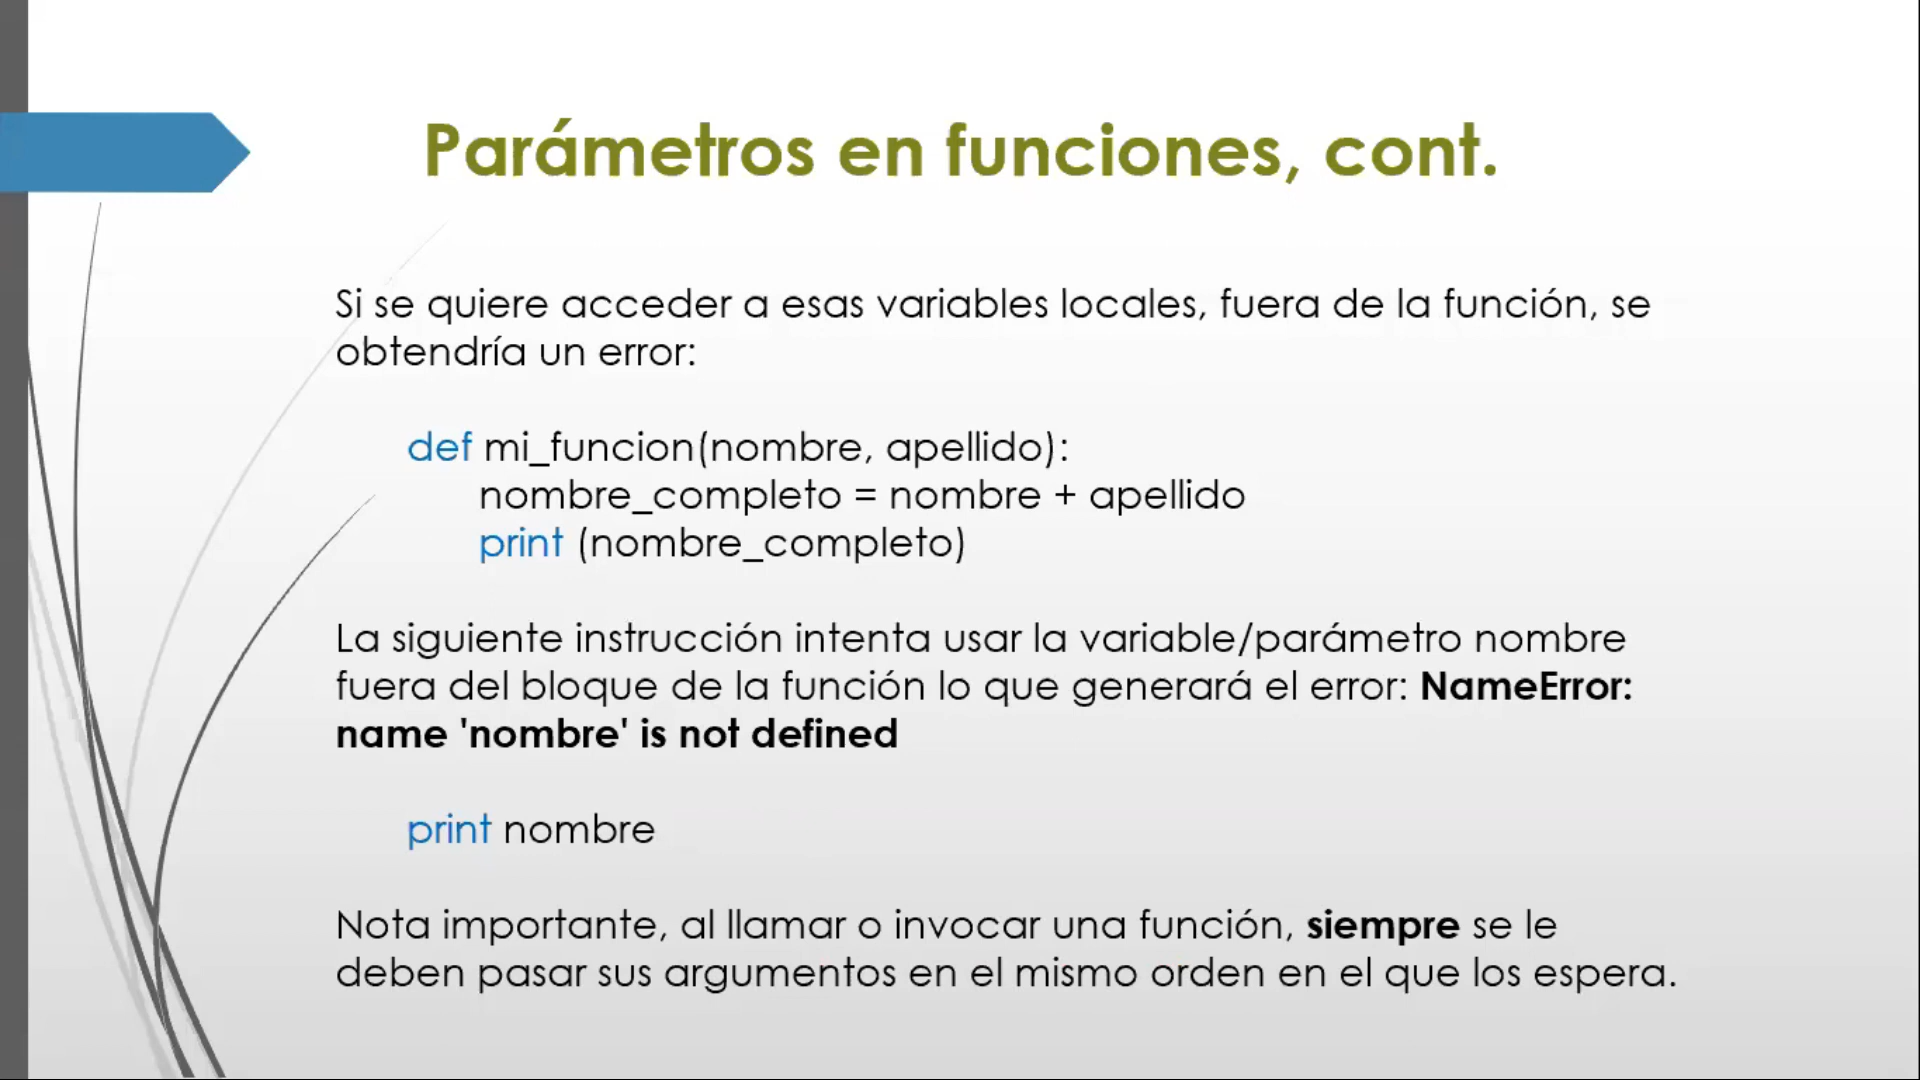 Parámetros en funciones, cont.
Si se quiere acceder a esas variables locales, fuera de la función, se
obtendría un error:
def mi_funcion(nombre, apellido):
nombre_completo = nombre + apellido
print (nombre_completo)
La siguiente instrucción intenta usar la variable/parámetro nombre
fuera del bloque de la función lo que generará el error: NameError:
name 'nombre' is not defined
print nombre
Nota importante, al llamar o invocar una función, siempre se le
deben pasar sus argumentos en el mismo orden en el que los espera.